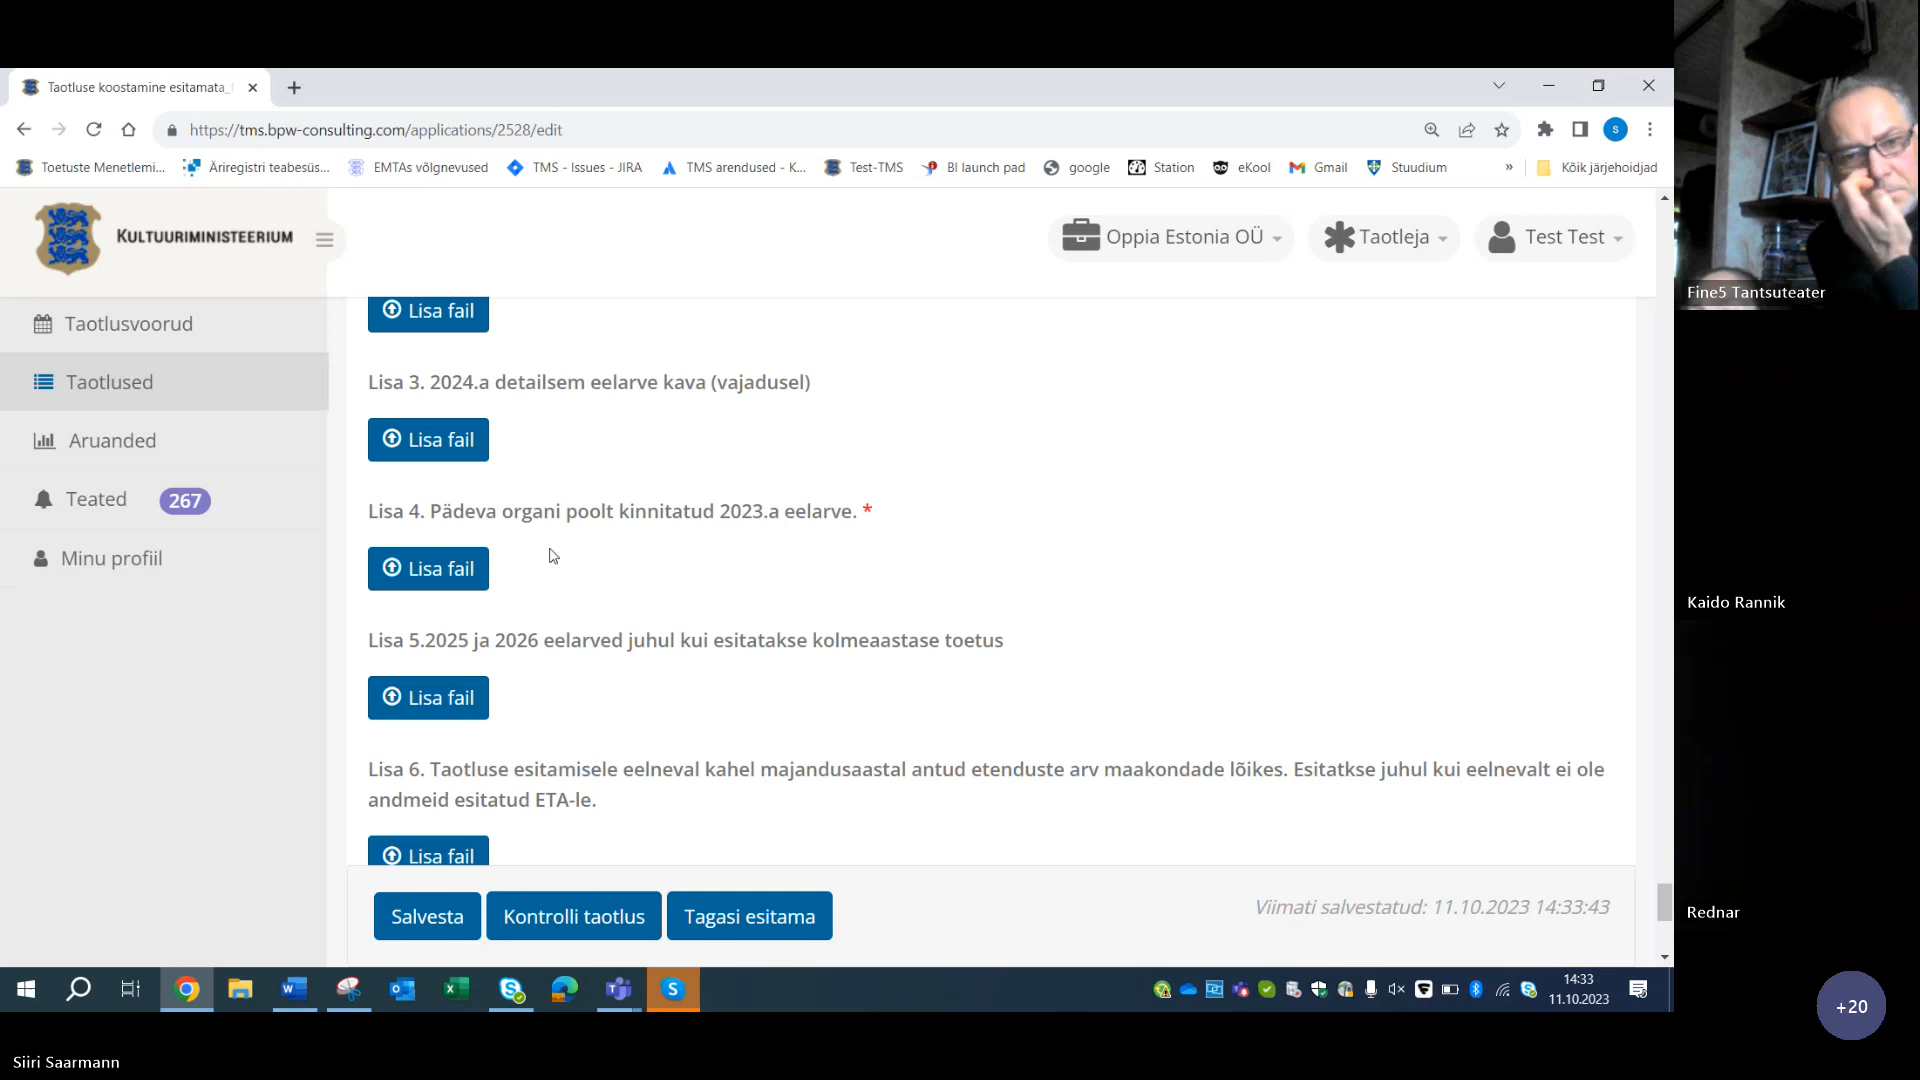 Taotluse koostamine esitamata_
https://tms.bpw-consulting.com/applications/2528/edit
S
Toetuste Menetlemi...
Äriregistri teabesüs...
EMTAs võlgnevused
TMS - Issues - JIRA
TMS arendused - K...
Test-TMS
BI launch pad
google
Station
eKool
Gmail
Stuudium
»
Kõik järjehoidjad
KULTUURIMINISTEERIUM
Oppia Estonia OÜ
Taotleja
Test Test
Taotlusvoorud
Taotlused
Aruanded
Teated 267
Minu profiil
Lisa fail
Lisa 3. 2024.a detailsem eelarve kava (vajadusel)
Lisa fail
Lisa 4. Pädeva organi poolt kinnitatud 2023.a eelarve. *
Lisa fail
Lisa 5.2025 ja 2026 eelarved juhul kui esitatakse kolmeaastase toetus
Lisa fail
Lisa 6. Taotluse esitamisele eelneval kahel majandusaastal antud etenduste arv maakondade lõikes. Esitatkse juhul kui eelnevalt ei ole
andmeid esitatud ETA-le.
Lisa fail
Salvesta
Kontrolli taotlus
Tagasi esitama
Viimati salvestatud: 11.10.2023 14:33:43
14:33
11.10.2023
Fine5 Tantsuteater
Kaido Rannik
Rednar
+20
Siiri Saarmann